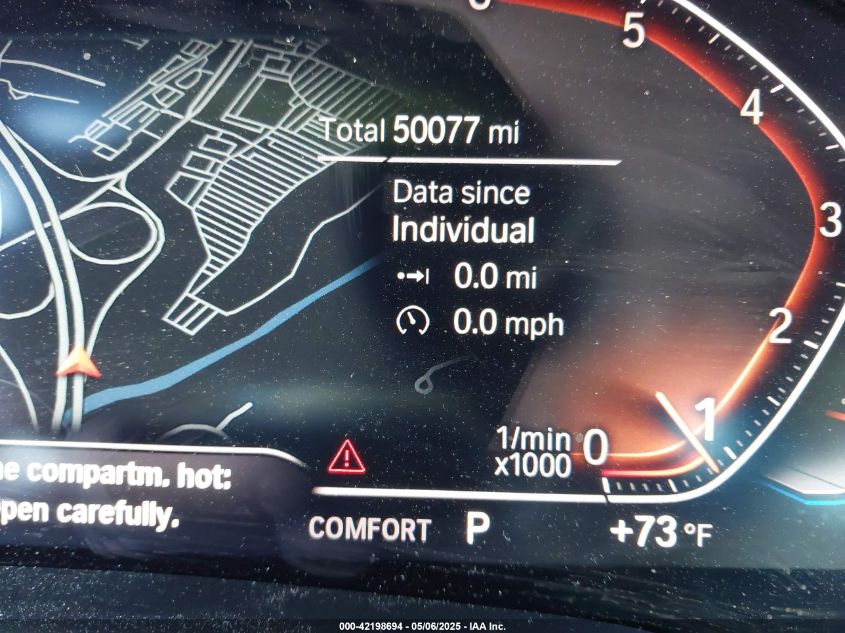 5
4
Total 50077 mi
Data since
Individual
3
0.0 mi
0.0 mph
2
1
1/min 0
x1000
compartm. hot:
carefully.
COMFORT P +73 °F
000-42198694 - 05/06/2025 - IAA Inc.